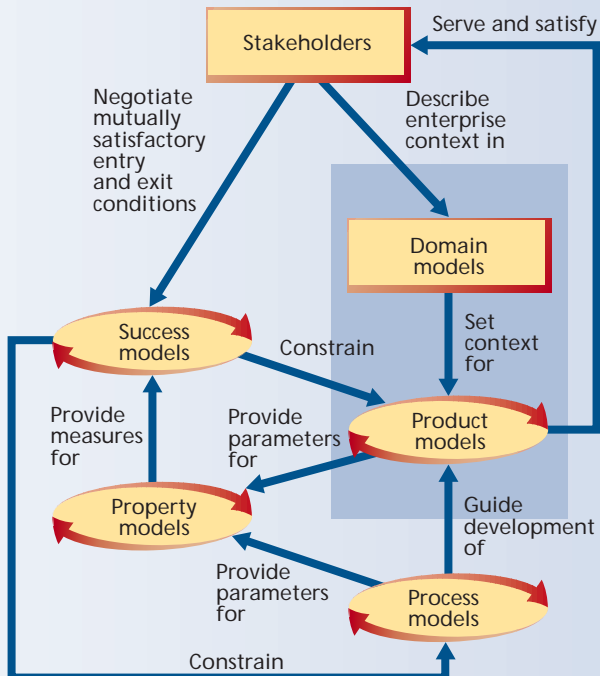 Serve and satisfy
Stakeholders
Negotiate
mutually
satisfactory
entry
and exit
conditions
Describe
enterprise
context in
Domain
models
Success
models
Constrain
Set
context
for
Provide
measures
for
Provide
parameters
for
Product
models
Property
models
Guide
development
of
Provide
parameters
for
Process
models
Constrain